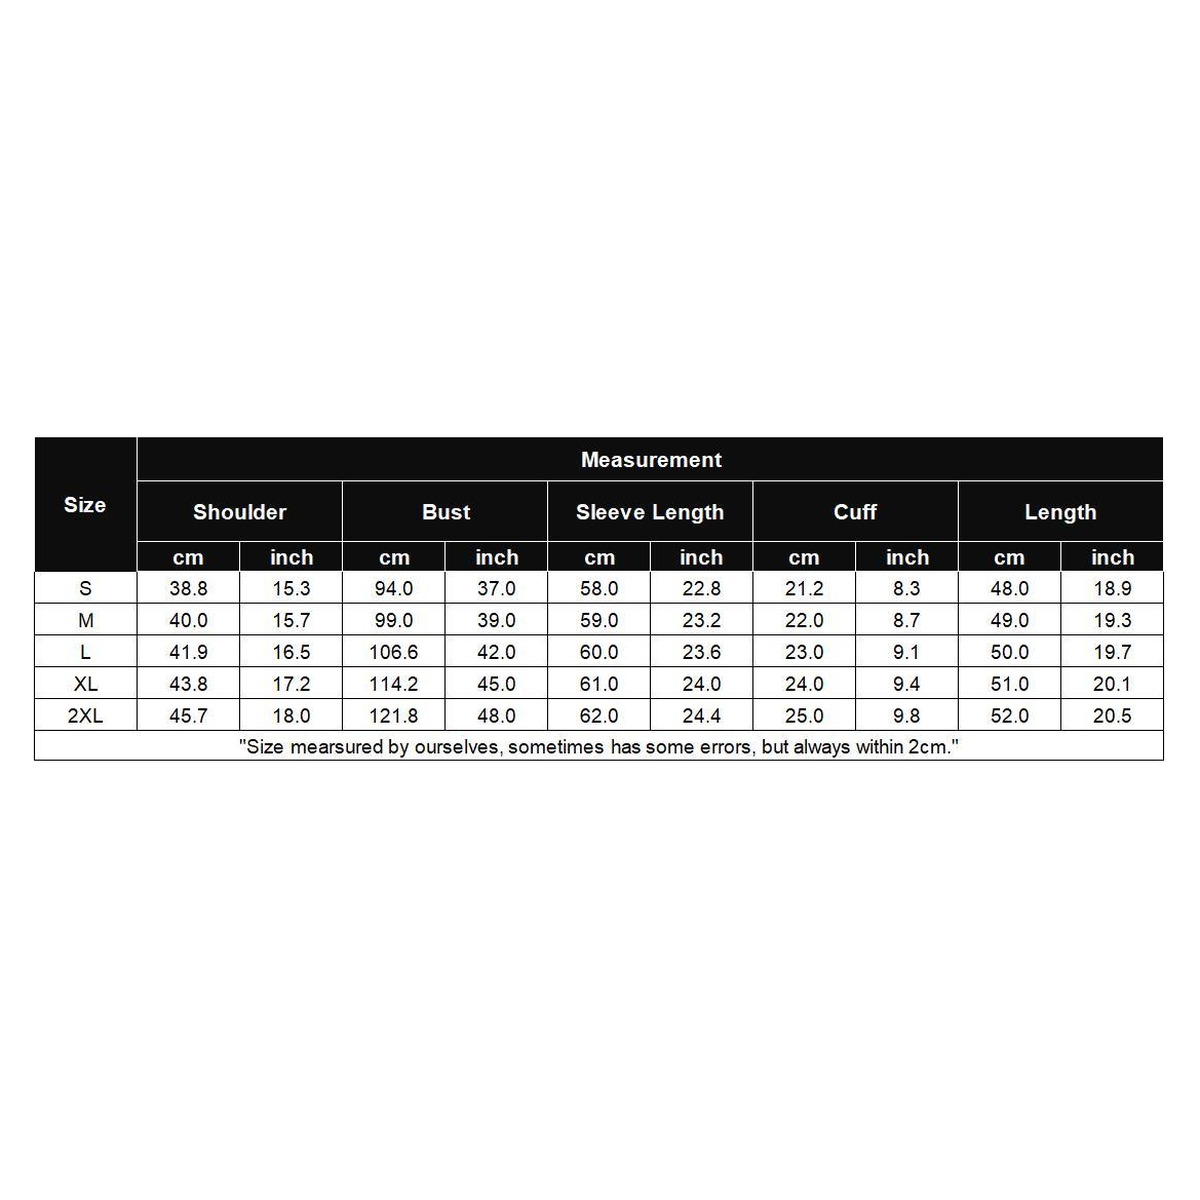 Measurement
Size
Shoulder Bust Sleeve Length Cuff Length
cm inch cm inch cm inch cm inch cm inch
S 38.8 15.3 94.0 37.0 58.0 22.8 21.2 8.3 48.0 18.9
M 40.0 15.7 99.0 39.0 59.0 23.2 22.0 8.7 49.0 19.3
L 41.9 16.5 106.6 42.0 60.0 23.6 23.0 9.1 50.0 19.7
XL 43.8 17.2 114.2 45.0 61.0 24.0 24.0 9.4 51.0 20.1
2XL 45.7 18.0 121.8 48.0 62.0 24.4 25.0 9.8 52.0 20.5
"Size mearsured by ourselves, sometimes has some errors, but always within 2cm."